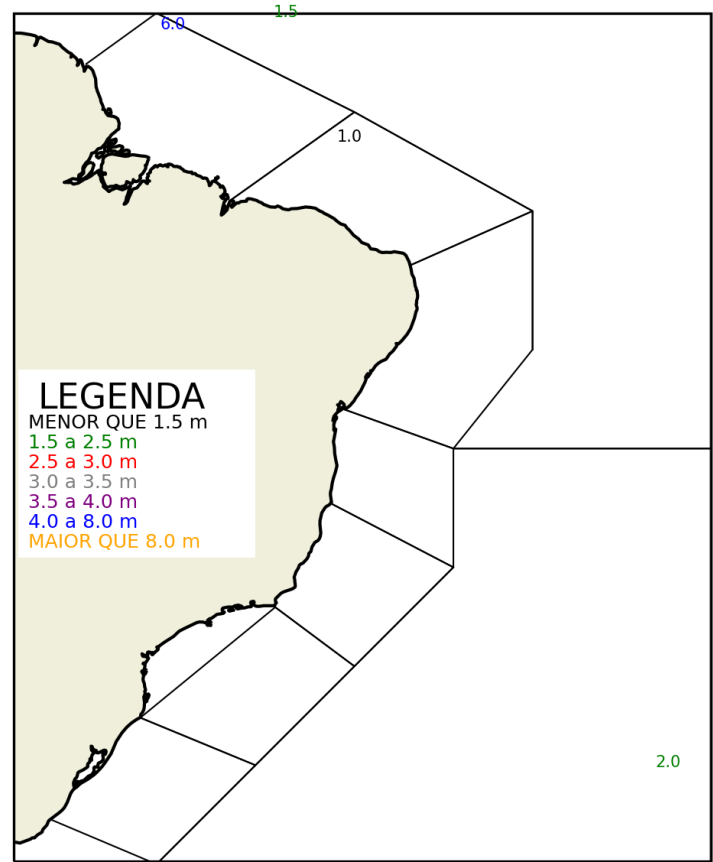 1.5
6.0
1.0
LEGENDA
MENOR QUE 1.5 m
1.5 a 2.5 m
2.5 a 3.0 m
3.0 a 3.5 m
3.5 a 4.0 m
4.0 a 8.0 m
MAIOR QUE 8.0 m
2.0